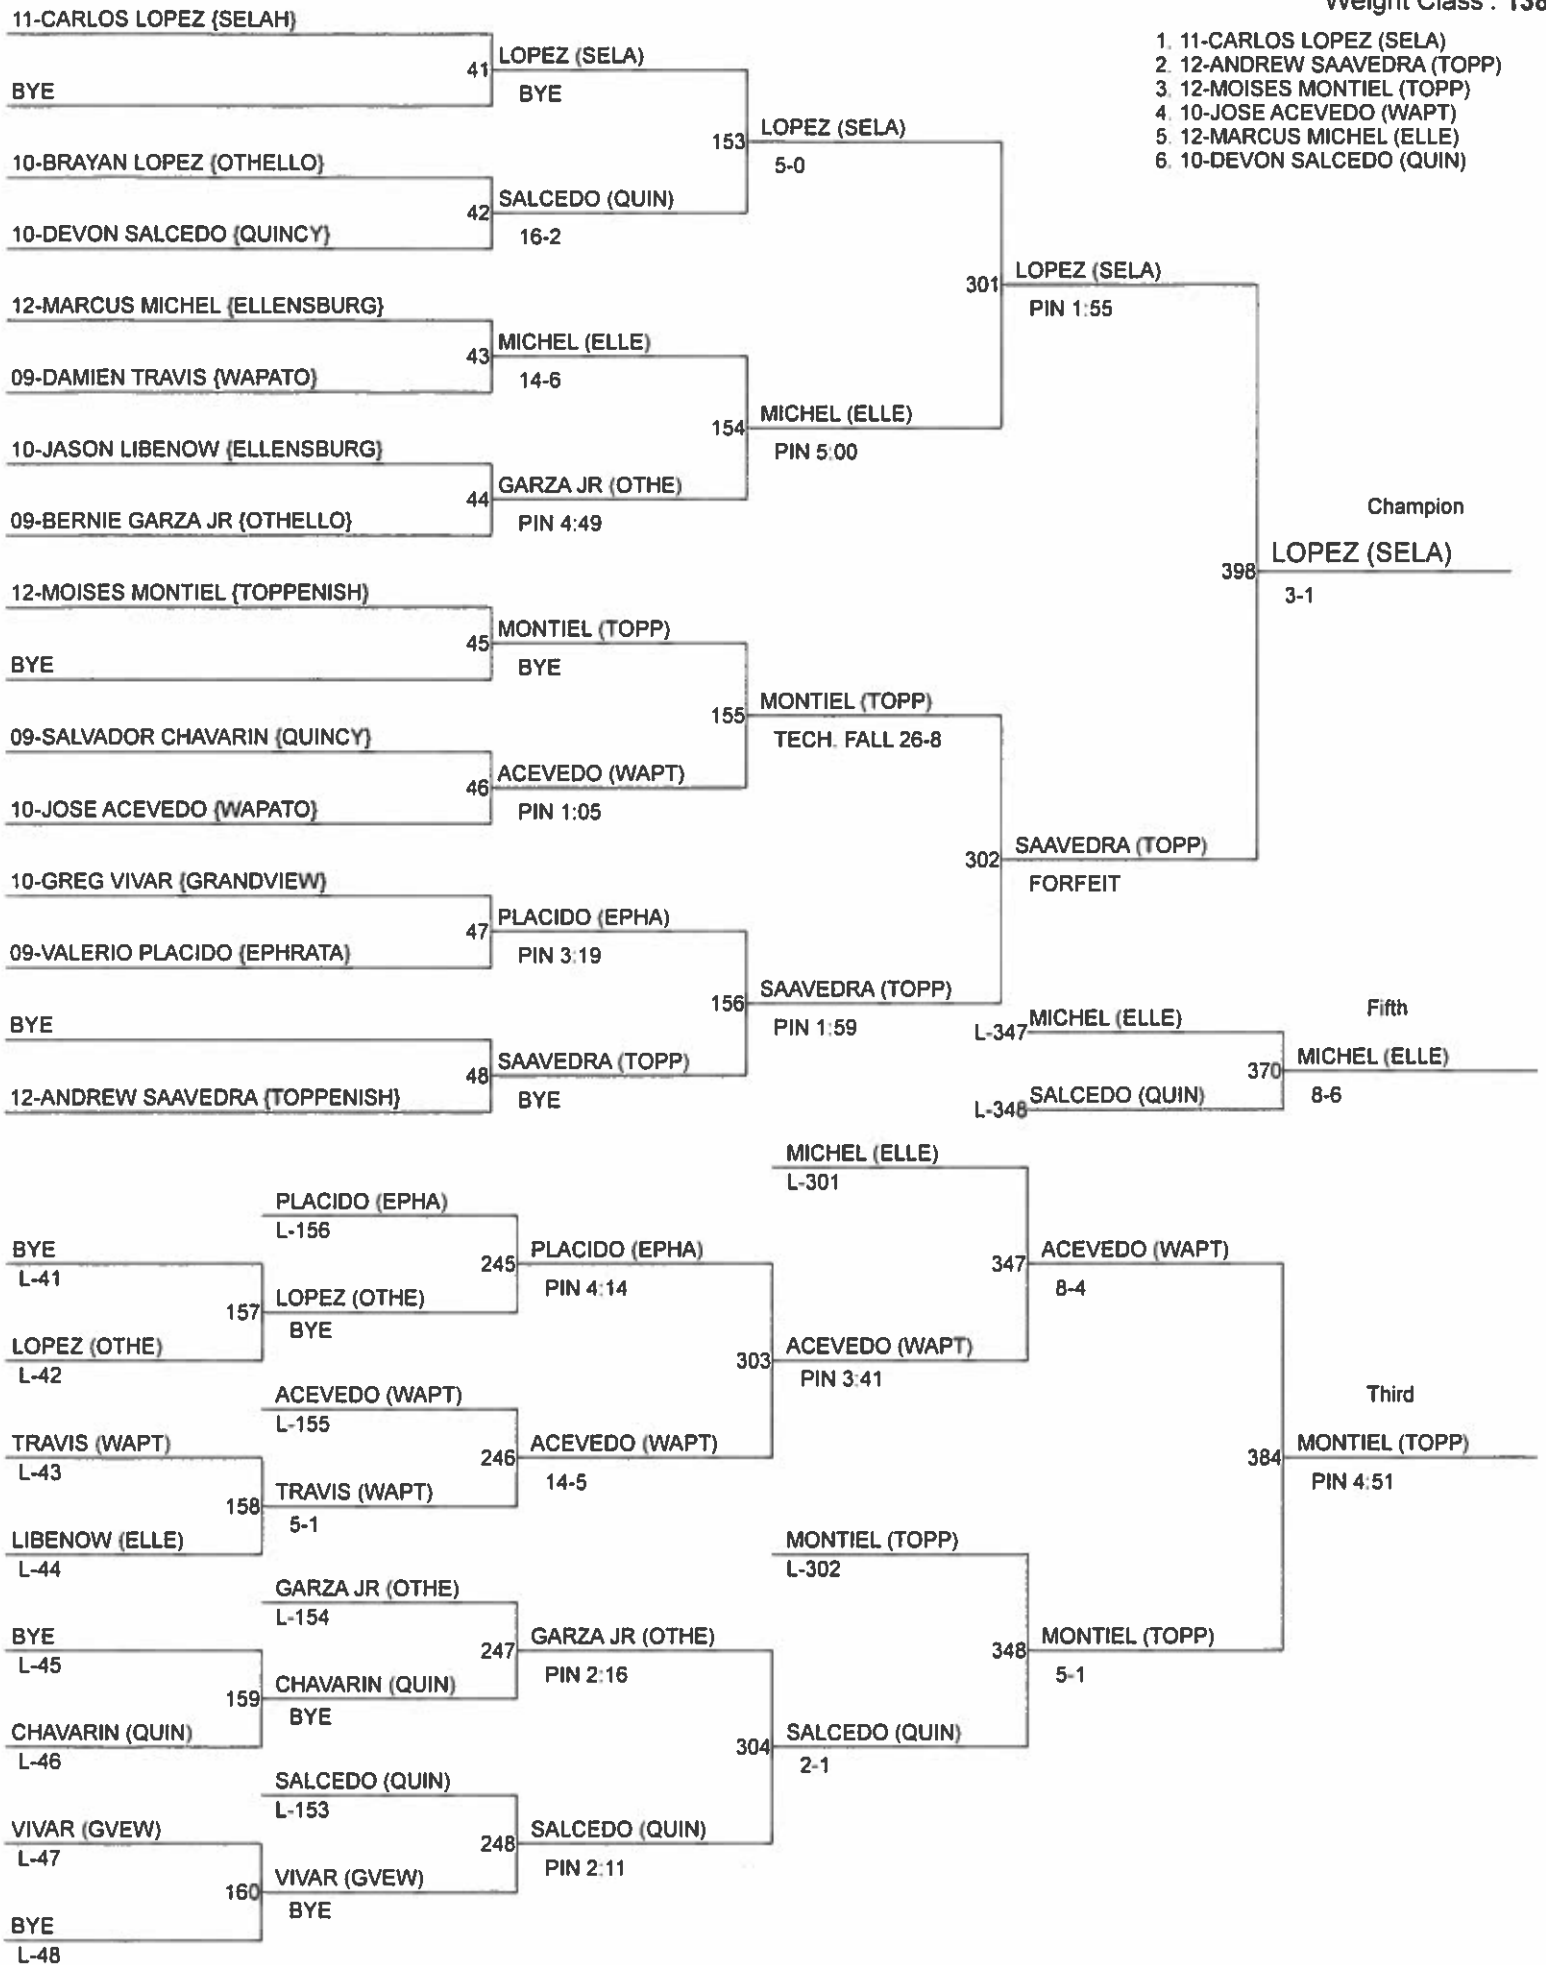 Weight Class : 138
1. 11-CARLOS LOPEZ (SELA)
2. 12-ANDREW SAAVEDRA (TOPP)
3. 12-MOISES MONTIEL (TOPP)
4. 10-JOSE ACEVEDO (WAPT)
5. 12-MARCUS MICHEL (ELLE)
6. 10-DEVON SALCEDO (QUIN)
11-CARLOS LOPEZ {SELAH}
41 LOPEZ (SELA)
BYE
BYE
153 LOPEZ (SELA)
5-0
10-BRAYAN LOPEZ {OTHELLO}
42 SALCEDO (QUIN)
16-2
10-DEVON SALCEDO {QUINCY}
301 LOPEZ (SELA)
PIN 1:55
12-MARCUS MICHEL {ELLENSBURG}
43 MICHEL (ELLE)
14-6
09-DAMIEN TRAVIS {WAPATO}
154 MICHEL (ELLE)
PIN 5:00
10-JASON LIBENOW {ELLENSBURG}
44 GARZA JR (OTHE)
PIN 4:49
09-BERNIE GARZA JR {OTHELLO}
Champion
398 LOPEZ (SELA)
3-1
12-MOISES MONTIEL {TOPPENISH}
45 MONTIEL (TOPP)
BYE
BYE
155 MONTIEL (TOPP)
TECH. FALL 26-8
09-SALVADOR CHAVARIN {QUINCY}
46 ACEVEDO (WAPT)
PIN 1:05
10-JOSE ACEVEDO {WAPATO}
302 SAAVEDRA (TOPP)
FORFEIT
10-GREG VIVAR {GRANDVIEW}
47 PLACIDO (EPHA)
PIN 3:19
09-VALERIO PLACIDO {EPHRATA}
156 SAAVEDRA (TOPP)
PIN 1:59
BYE
48 SAAVEDRA (TOPP)
BYE
12-ANDREW SAAVEDRA {TOPPENISH}
Fifth
L-347 MICHEL (ELLE)
370 MICHEL (ELLE)
8-6
L-348 SALCEDO (QUIN)
MICHEL (ELLE)
L-301
PLACIDO (EPHA)
L-156
BYE
L-41
245 PLACIDO (EPHA)
PIN 4:14
347 ACEVEDO (WAPT)
8-4
157 LOPEZ (OTHE)
BYE
LOPEZ (OTHE)
L-42
303 ACEVEDO (WAPT)
PIN 3:41
ACEVEDO (WAPT)
L-155
Third
TRAVIS (WAPT)
L-43
246 ACEVEDO (WAPT)
14-5
384 MONTIEL (TOPP)
PIN 4:51
158 TRAVIS (WAPT)
5-1
LIBENOW (ELLE)
L-44
MONTIEL (TOPP)
L-302
GARZA JR (OTHE)
L-154
BYE
L-45
247 GARZA JR (OTHE)
PIN 2:16
348 MONTIEL (TOPP)
5-1
159 CHAVARIN (QUIN)
BYE
CHAVARIN (QUIN)
L-46
304 SALCEDO (QUIN)
2-1
SALCEDO (QUIN)
L-153
VIVAR (GVEW)
L-47
248 SALCEDO (QUIN)
PIN 2:11
160 VIVAR (GVEW)
BYE
BYE
L-48